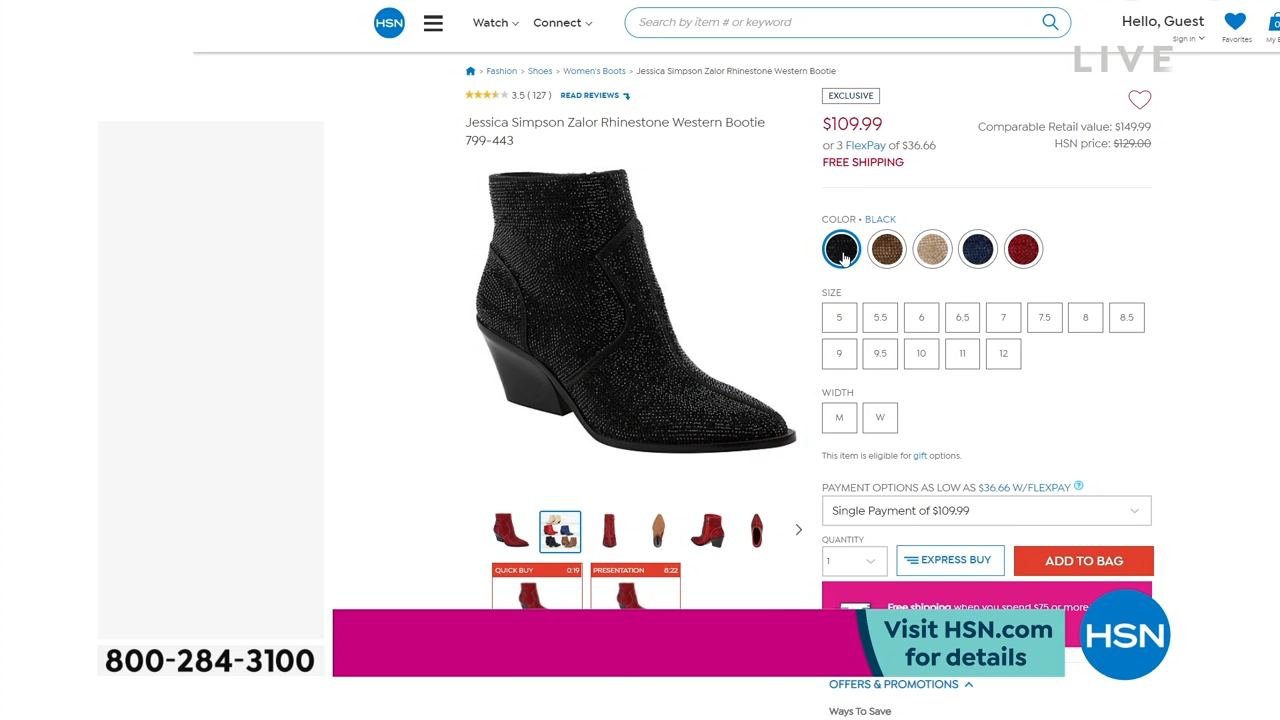 HSN
Watch
Connect
Search by item # or keyword
Hello, Guest
Sign In
Favorites
LIVE
> Fashion > Shoes > Women's Boots > Jessica Simpson Zalor Rhinestone Western Bootie
3.5 ( 127 ) READ REVIEWS
Jessica Simpson Zalor Rhinestone Western Bootie
799-443
EXCLUSIVE
$109.99
or 3 FlexPay of $36.66
FREE SHIPPING
Comparable Retail value: $149.99
HSN price: $129.00
COLOR • BLACK
SIZE
5 5.5 6 6.5 7 7.5 8 8.5
9 9.5 10 11 12
WIDTH
M W
This item is eligible for gift options.
PAYMENT OPTIONS AS LOW AS $36.66 W/FLEXPAY ?
Single Payment of $109.99
QUANTITY
1
EXPRESS BUY
ADD TO BAG
QUICK BUY 0:19
PRESENTATION 8:22
Free shipping when you spend $75 or more
Visit HSN.com
for details
HSN
800-284-3100
OFFERS & PROMOTIONS
Ways To Save